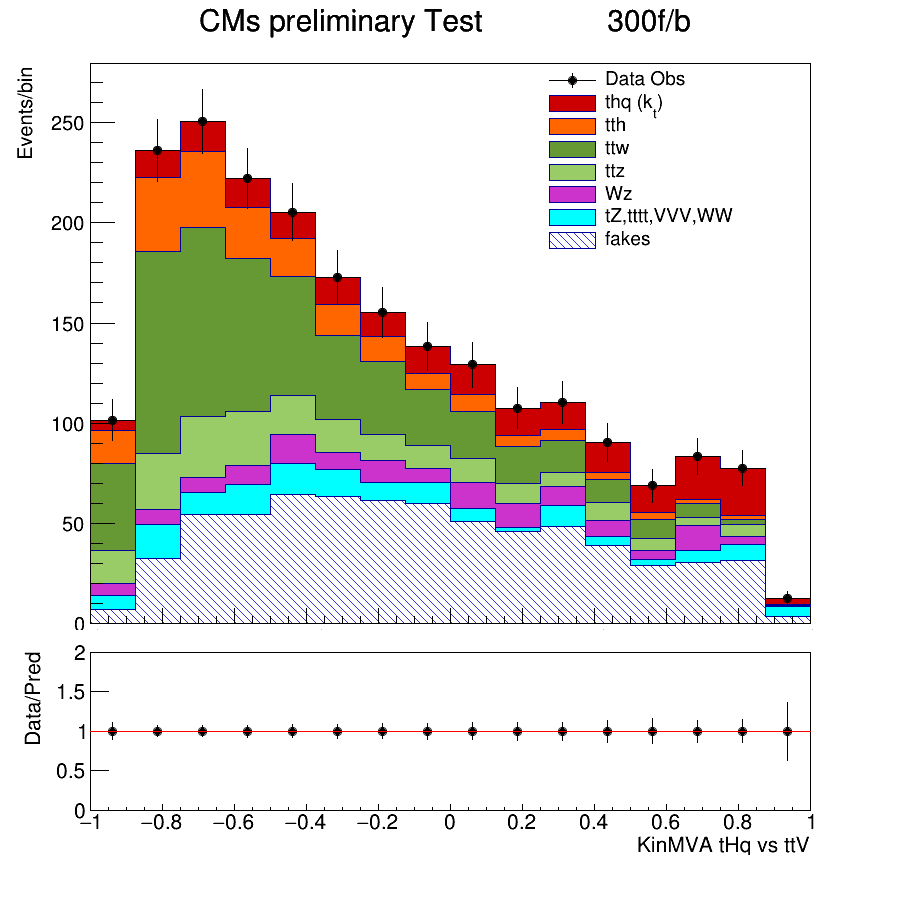 CMs preliminary Test 300f/b
Events/bin
250
200
150
100
50
0
Data Obs
thq (k_t)
tth
ttw
ttz
Wz
tZ,tttt,VVV,WW
fakes
Data/Pred
2
1.5
1
0.5
0
−1 −0.8 −0.6 −0.4 −0.2 0 0.2 0.4 0.6 0.8 1
KinMVA tHq vs ttV